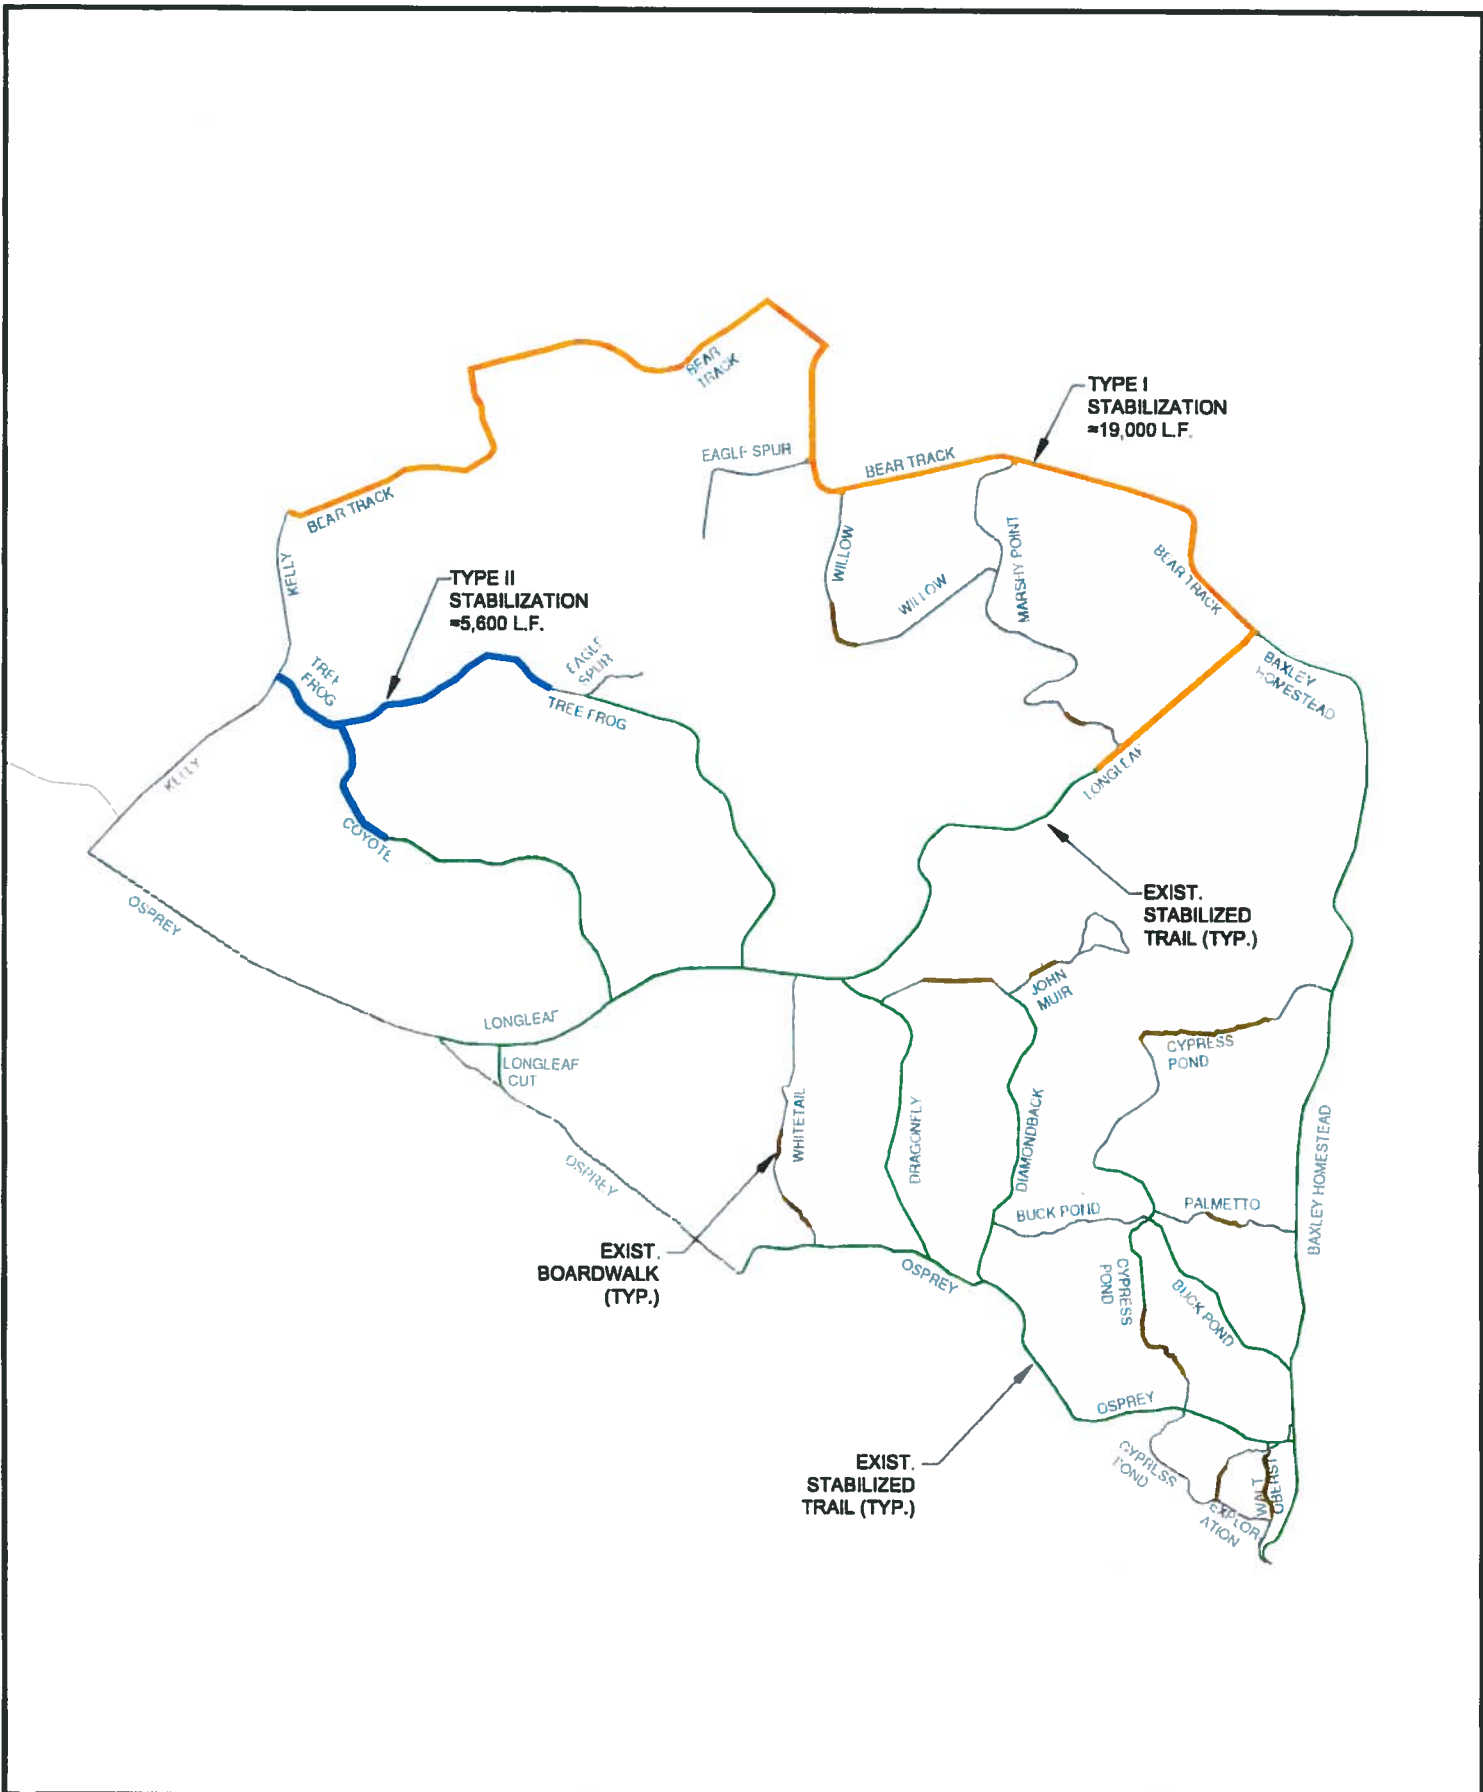 BEAR
TRACK
TYPE I
STABILIZATION
≈19,000 L.F.
EAGLE SPUR
BEAR TRACK
BEAR TRACK
KELLY
WILLOW
MARSHY POINT
BEAR TRACK
TYPE II
STABILIZATION
≈5,600 L.F.
WILLOW
TREE
FROG
EAGLE
SPUR
TREE FROG
BAXLEY
HOMESTEAD
KELLY
LONGLEAF
COYOTE
EXIST.
STABILIZED
TRAIL (TYP.)
OSPREY
JOHN
MUIR
LONGLEAF
LONGLEAF
CUT
CYPRESS
POND
WHITETAIL
DRAGONFLY
DIAMONDBACK
BAXLEY HOMESTEAD
OSPREY
BUCK POND
PALMETTO
EXIST.
BOARDWALK
(TYP.)
OSPREY
CYPRESS
POND
BUCK POND
OSPREY
EXIST.
STABILIZED
TRAIL (TYP.)
CYPRESS
POND
WALT
OBERST
EXPLOR
ATION